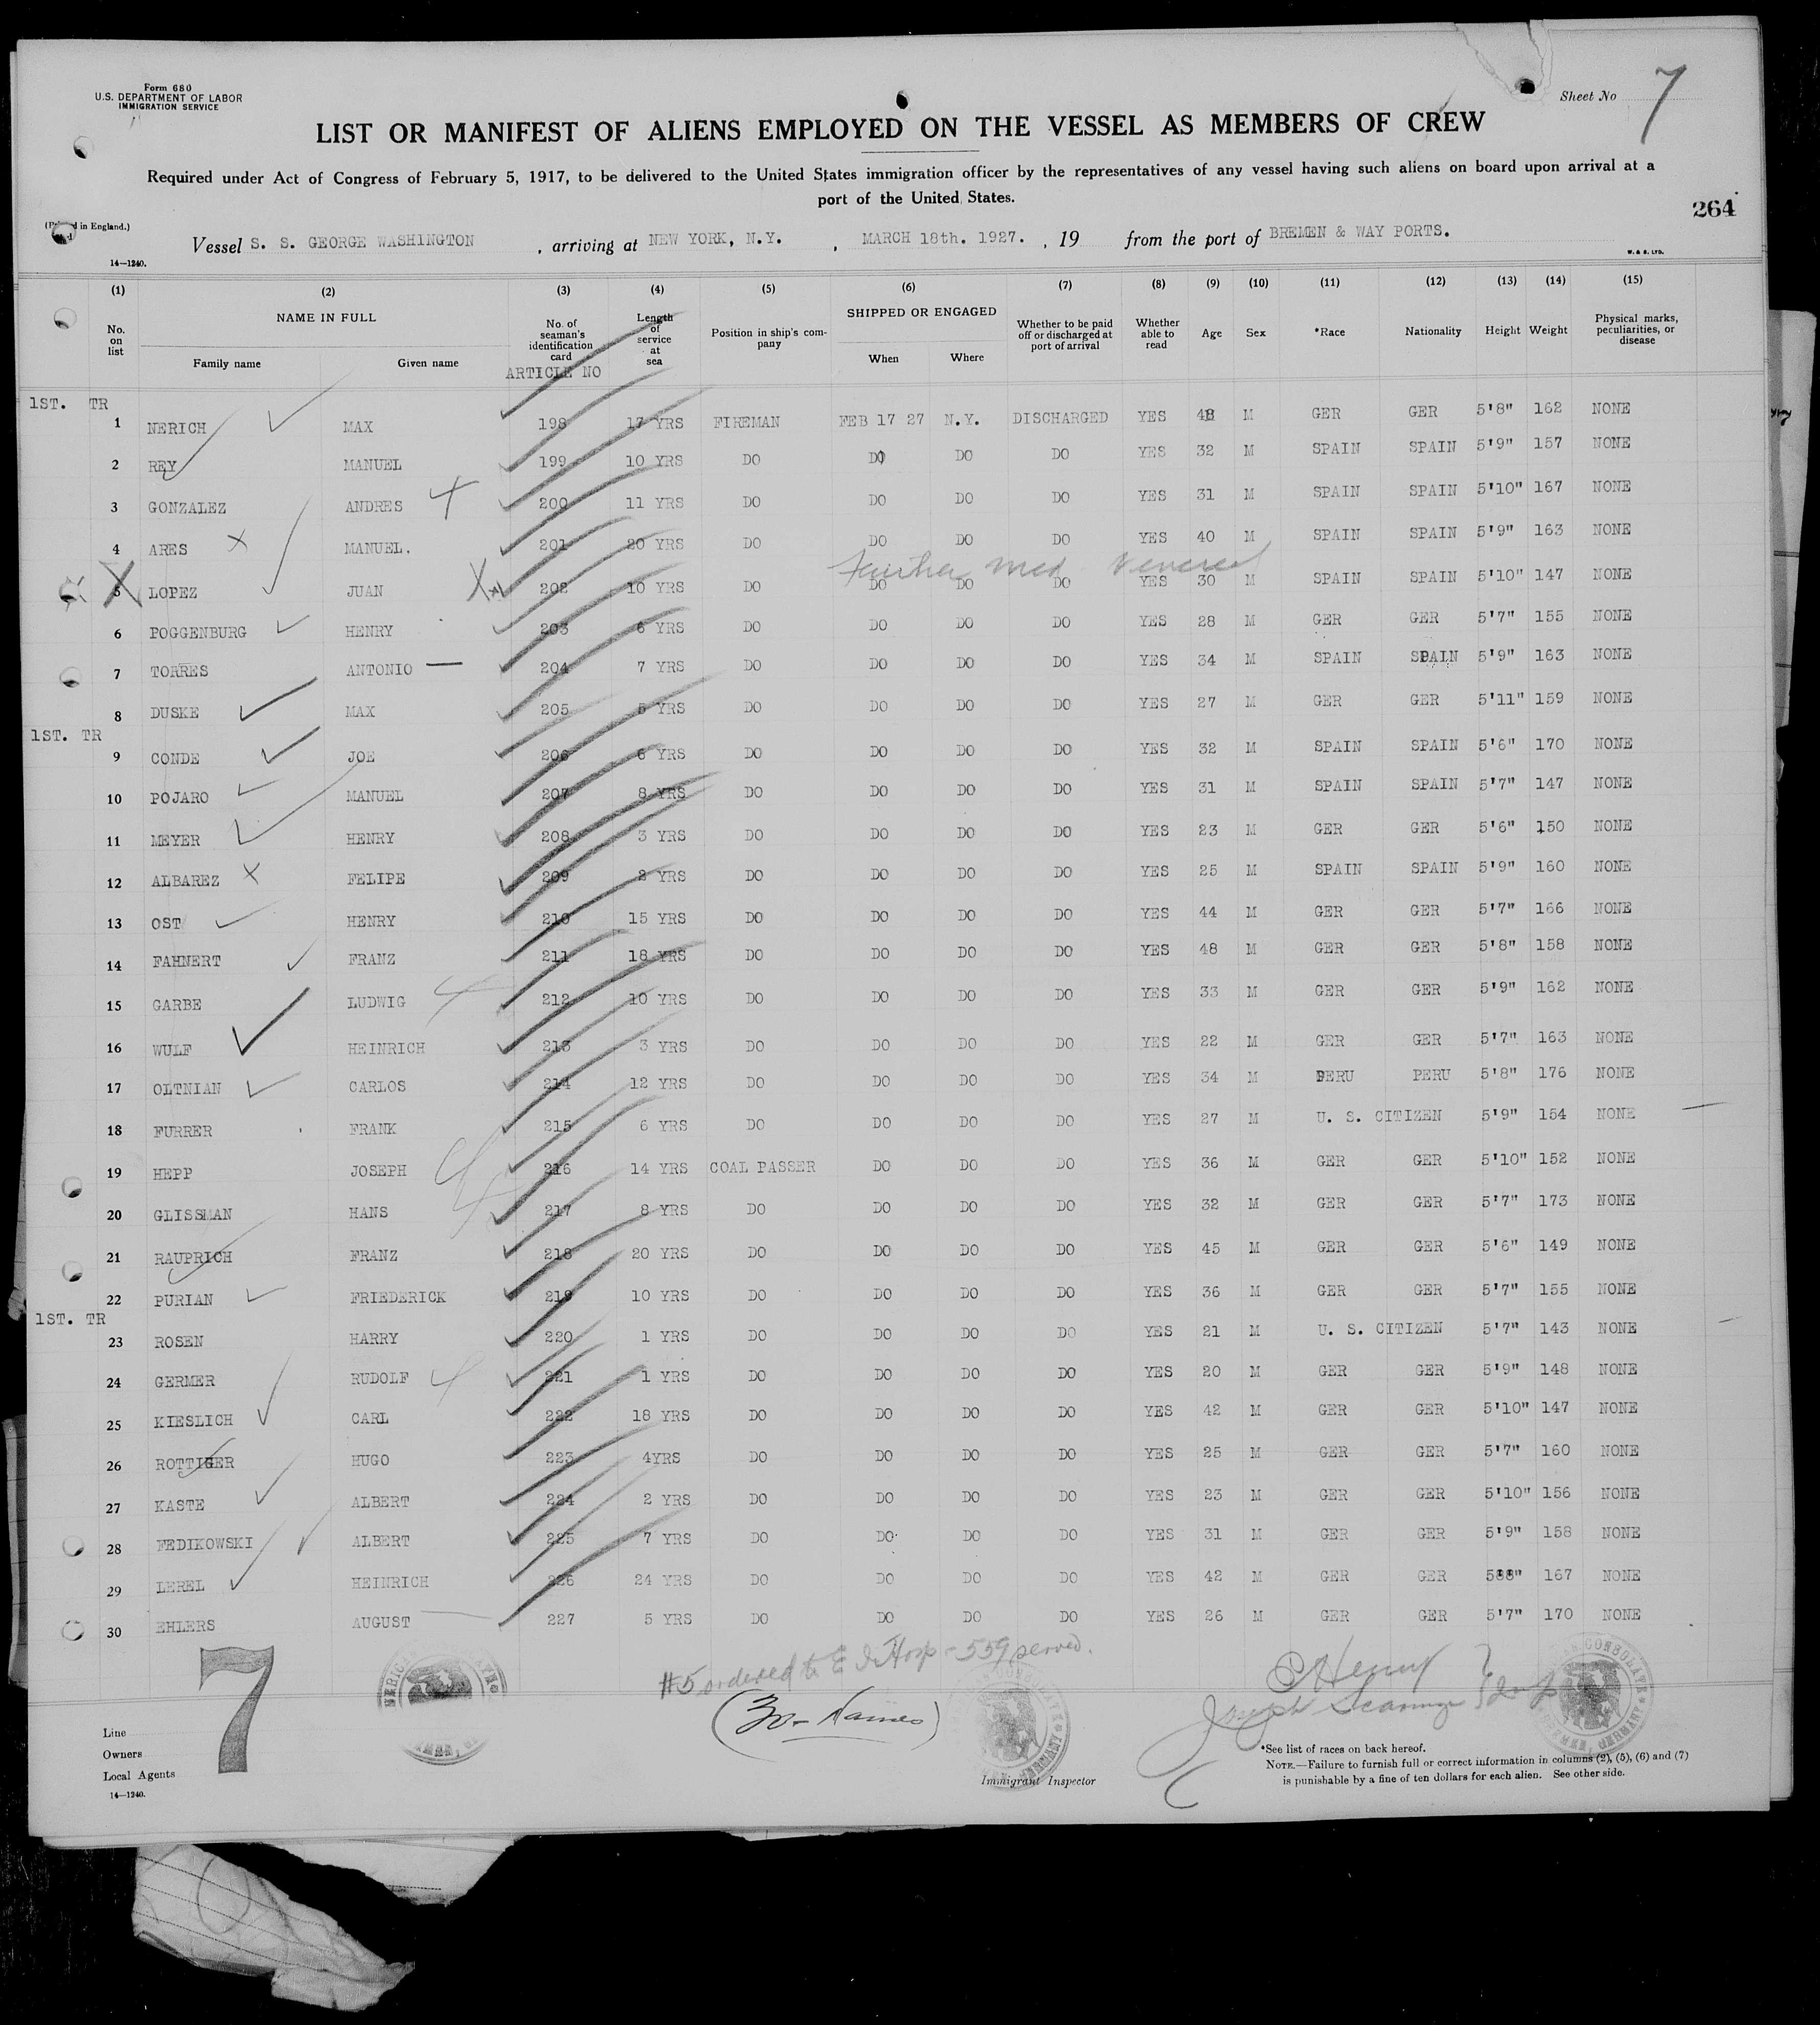 Form 680
U.S. DEPARTMENT OF LABOR
IMMIGRATION SERVICE
Sheet No 7
LIST OR MANIFEST OF ALIENS EMPLOYED ON THE VESSEL AS MEMBERS OF CREW
Required under Act of Congress of February 5, 1917, to be delivered to the United States immigration officer by the representatives of any vessel having such aliens on board upon arrival at a
port of the United States.
264
in England.)
Vessel S. S. GEORGE WASHINGTON , arriving at NEW YORK, N.Y. , MARCH 18th. 1927. , 19 from the port of BREMEN & WAY PORTS.
14—1240.
W. & S. LTD.
(1) (2) (3) (4) (5) (6) (7) (8) (9) (10) (11) (12) (13) (14) (15)
No. on list NAME IN FULL Family name Given name No. of seaman's identification card Length of service at sea Position in ship's company SHIPPED OR ENGAGED When Where Whether to be paid off or discharged at port of arrival Whether able to read Age Sex *Race Nationality Height Weight Physical marks, peculiarities, or disease
ARTICLE NO
1ST. TR
1 NERICH MAX 198 17 YRS FIREMAN FEB 17 27 N.Y. DISCHARGED YES 48 M GER GER 5'8" 162 NONE
2 REY MANUEL 199 10 YRS DO DO DO DO YES 32 M SPAIN SPAIN 5'9" 157 NONE
3 GONZALEZ ANDRES 200 11 YRS DO DO DO DO YES 31 M SPAIN SPAIN 5'10" 167 NONE
4 ARES MANUEL. 201 20 YRS DO DO DO DO YES 40 M SPAIN SPAIN 5'9" 163 NONE
Further med Venereal
5 LOPEZ JUAN 202 10 YRS DO DO DO DO YES 30 M SPAIN SPAIN 5'10" 147 NONE
6 POGGENBURG HENRY 203 6 YRS DO DO DO DO YES 28 M GER GER 5'7" 155 NONE
7 TORRES ANTONIO 204 7 YRS DO DO DO DO YES 34 M SPAIN SPAIN 5'9" 163 NONE
8 DUSKE MAX 205 5 YRS DO DO DO DO YES 27 M GER GER 5'11" 159 NONE
1ST. TR
9 CONDE JOE 206 6 YRS DO DO DO DO YES 32 M SPAIN SPAIN 5'6" 170 NONE
10 POJARO MANUEL 207 8 YRS DO DO DO DO YES 31 M SPAIN SPAIN 5'7" 147 NONE
11 MEYER HENRY 208 3 YRS DO DO DO DO YES 23 M GER GER 5'6" 150 NONE
12 ALBAREZ FELIPE 209 2 YRS DO DO DO DO YES 25 M SPAIN SPAIN 5'9" 160 NONE
13 OST HENRY 210 15 YRS DO DO DO DO YES 44 M GER GER 5'7" 166 NONE
14 FAHNERT FRANZ 211 18 YRS DO DO DO DO YES 48 M GER GER 5'8" 158 NONE
15 GARBE LUDWIG 212 10 YRS DO DO DO DO YES 33 M GER GER 5'9" 162 NONE
16 WULF HEINRICH 213 3 YRS DO DO DO DO YES 22 M GER GER 5'7" 163 NONE
17 OLTNIAN CARLOS 214 12 YRS DO DO DO DO YES 34 M PERU PERU 5'8" 176 NONE
18 FURRER FRANK 215 6 YRS DO DO DO DO YES 27 M U. S. CITIZEN 5'9" 154 NONE
19 HEPP JOSEPH 216 14 YRS COAL PASSER DO DO DO YES 36 M GER GER 5'10" 152 NONE
20 GLISSMAN HANS 217 8 YRS DO DO DO DO YES 32 M GER GER 5'7" 173 NONE
21 RAUPRICH FRANZ 218 20 YRS DO DO DO DO YES 45 M GER GER 5'6" 149 NONE
22 PURIAN FRIEDERICK 219 10 YRS DO DO DO DO YES 36 M GER GER 5'7" 155 NONE
1ST. TR
23 ROSEN HARRY 220 1 YRS DO DO DO DO YES 21 M U. S. CITIZEN 5'7" 143 NONE
24 GERMER RUDOLF 221 1 YRS DO DO DO DO YES 20 M GER GER 5'9" 148 NONE
25 KIESLICH CARL 222 18 YRS DO DO DO DO YES 42 M GER GER 5'10" 147 NONE
26 ROTTIGER HUGO 223 4YRS DO DO DO DO YES 25 M GER GER 5'7" 160 NONE
27 KASTE ALBERT 224 2 YRS DO DO DO DO YES 23 M GER GER 5'10" 156 NONE
28 FEDIKOWSKI ALBERT 225 7 YRS DO DO DO DO YES 31 M GER GER 5'9" 158 NONE
29 LEREL HEINRICH 226 24 YRS DO DO DO DO YES 42 M GER GER 5'8" 167 NONE
30 EHLERS AUGUST 227 5 YRS DO DO DO DO YES 26 M GER GER 5'7" 170 NONE
#5 ordered to E I Hosp - 559 served.
7
Line
Owners
Local Agents
14—1240.
Immigrant Inspector
*See list of races on back hereof.
NOTE.—Failure to furnish full or correct information in columns (2), (5), (6) and (7)
is punishable by a fine of ten dollars for each alien. See other side.